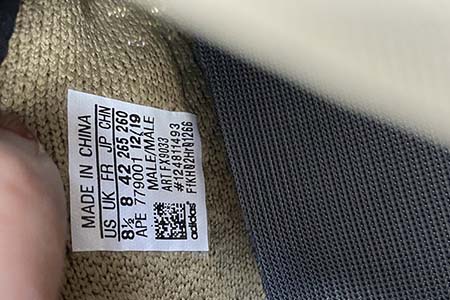 MADE IN CHINA
US UK FR JP CHN
8½ 8 42 265 260
APE 779001 12/19
MALE/MALE
ART FX9033
#124811493
FfKH02Hr81266
adidas